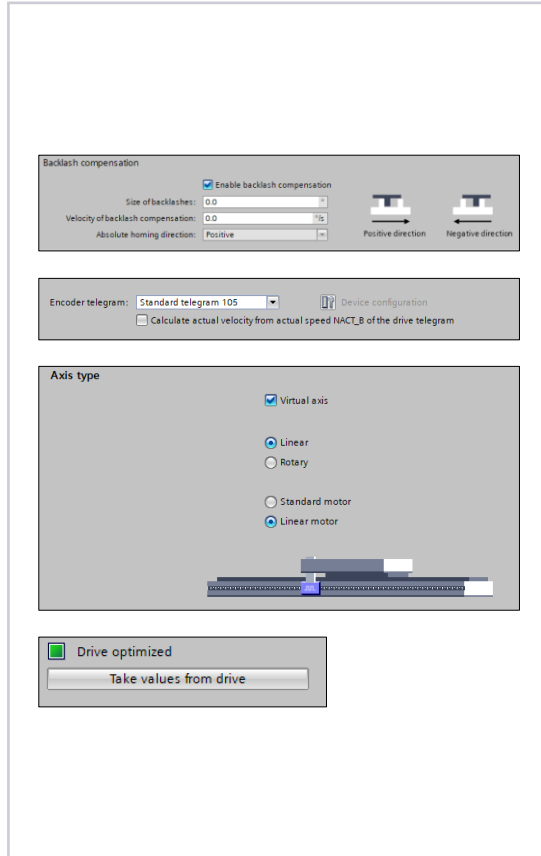 Backlash compensation
Enable backlash compensation
Size of backlashes: 0.0 °
Velocity of backlash compensation: 0.0 °/s
Absolute homing direction: Positive
Positive direction Negative direction
Encoder telegram: Standard telegram 105 Device configuration
Calculate actual velocity from actual speed NACT_B of the drive telegram
Axis type
Virtual axis
Linear
Rotary
Standard motor
Linear motor
Drive optimized
Take values from drive